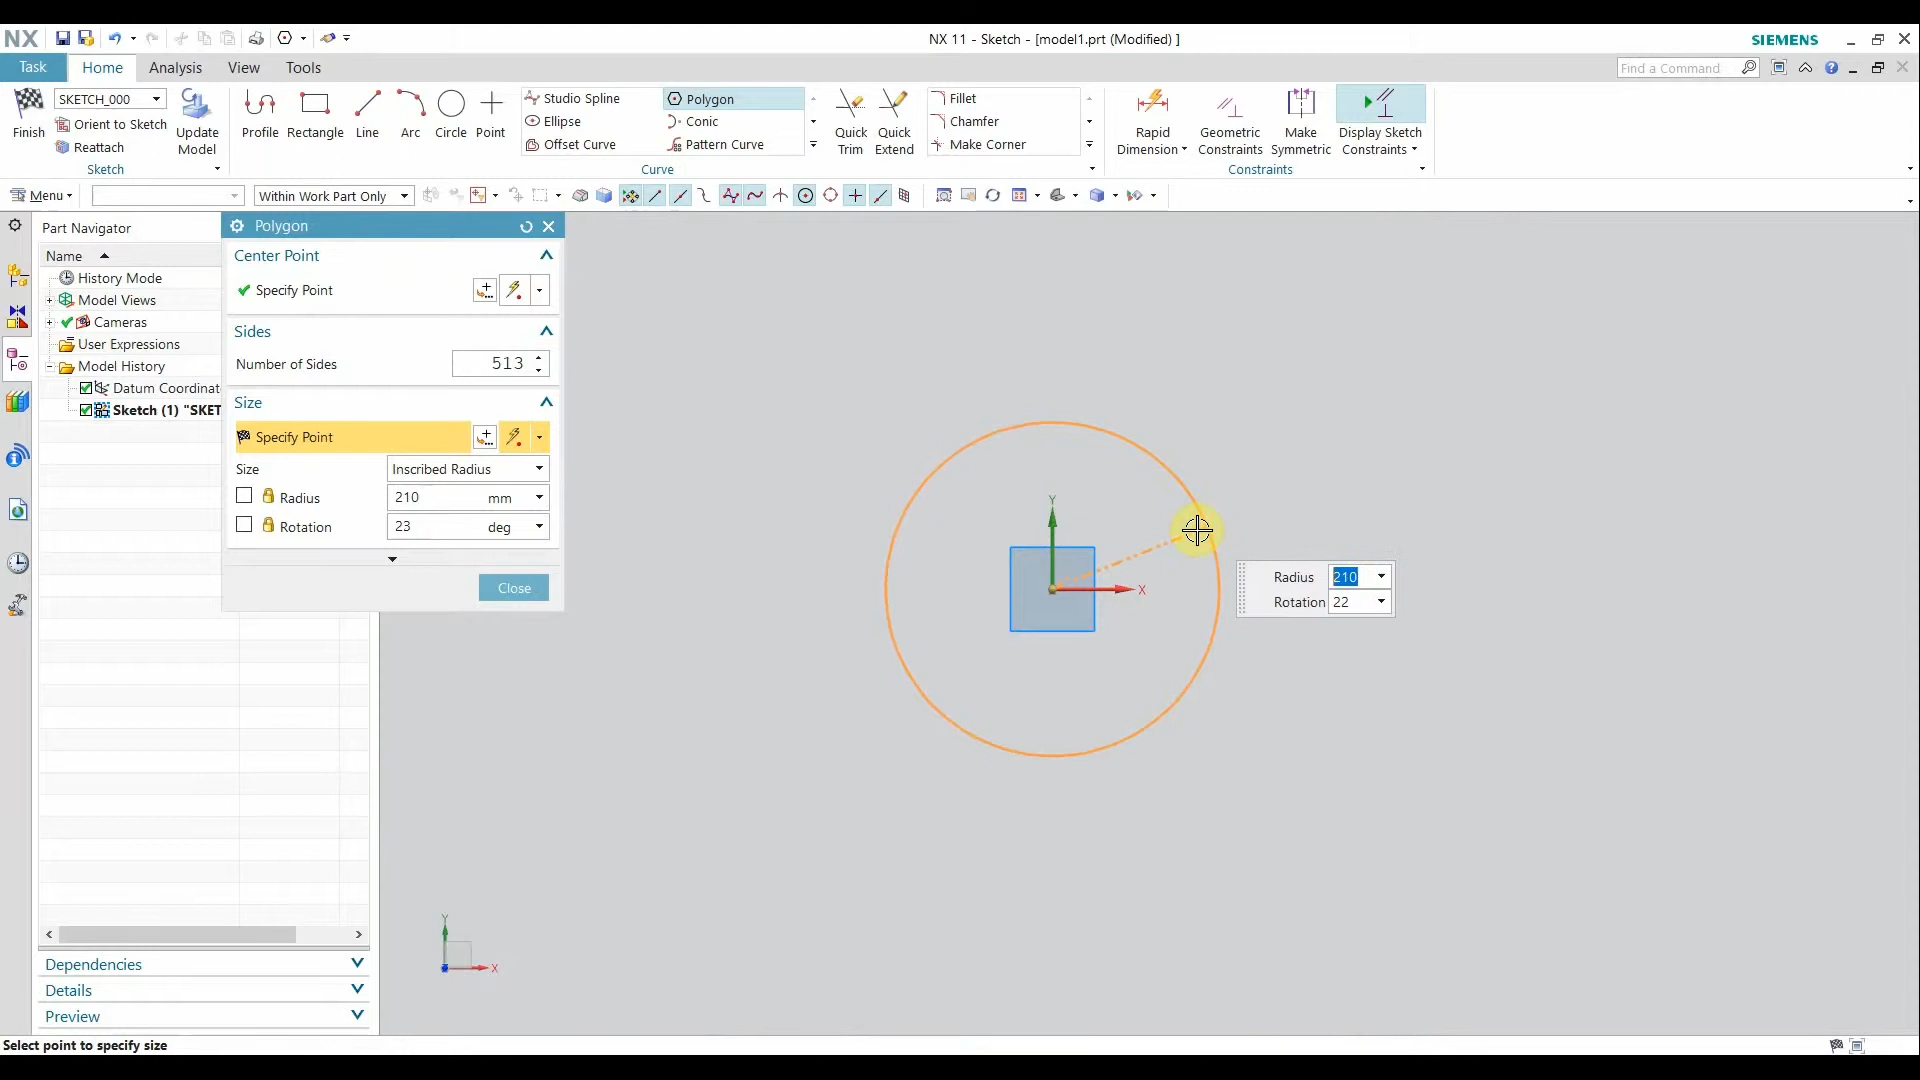 NX
NX 11 - Sketch - [model1.prt (Modified) ]
SIEMENS
Task
Home
Analysis
View
Tools
Find a Command
Finish
SKETCH_000
Orient to Sketch
Reattach
Update Model
Sketch
Profile
Rectangle
Line
Arc
Circle
Point
Studio Spline
Ellipse
Offset Curve
Polygon
Conic
Pattern Curve
Quick Trim
Quick Extend
Fillet
Chamfer
Make Corner
Curve
Rapid Dimension
Geometric Constraints
Make Symmetric
Display Sketch Constraints
Constraints
Menu
Within Work Part Only
Part Navigator
Name
History Mode
Model Views
Cameras
User Expressions
Model History
Datum Coordinat
Sketch (1) "SKET
Dependencies
Details
Preview
Polygon
Center Point
Specify Point
Sides
Number of Sides 513
Size
Specify Point
Size Inscribed Radius
Radius 210 mm
Rotation 23 deg
Close
Y
X
Radius 210
Rotation 22
Y
X
Select point to specify size